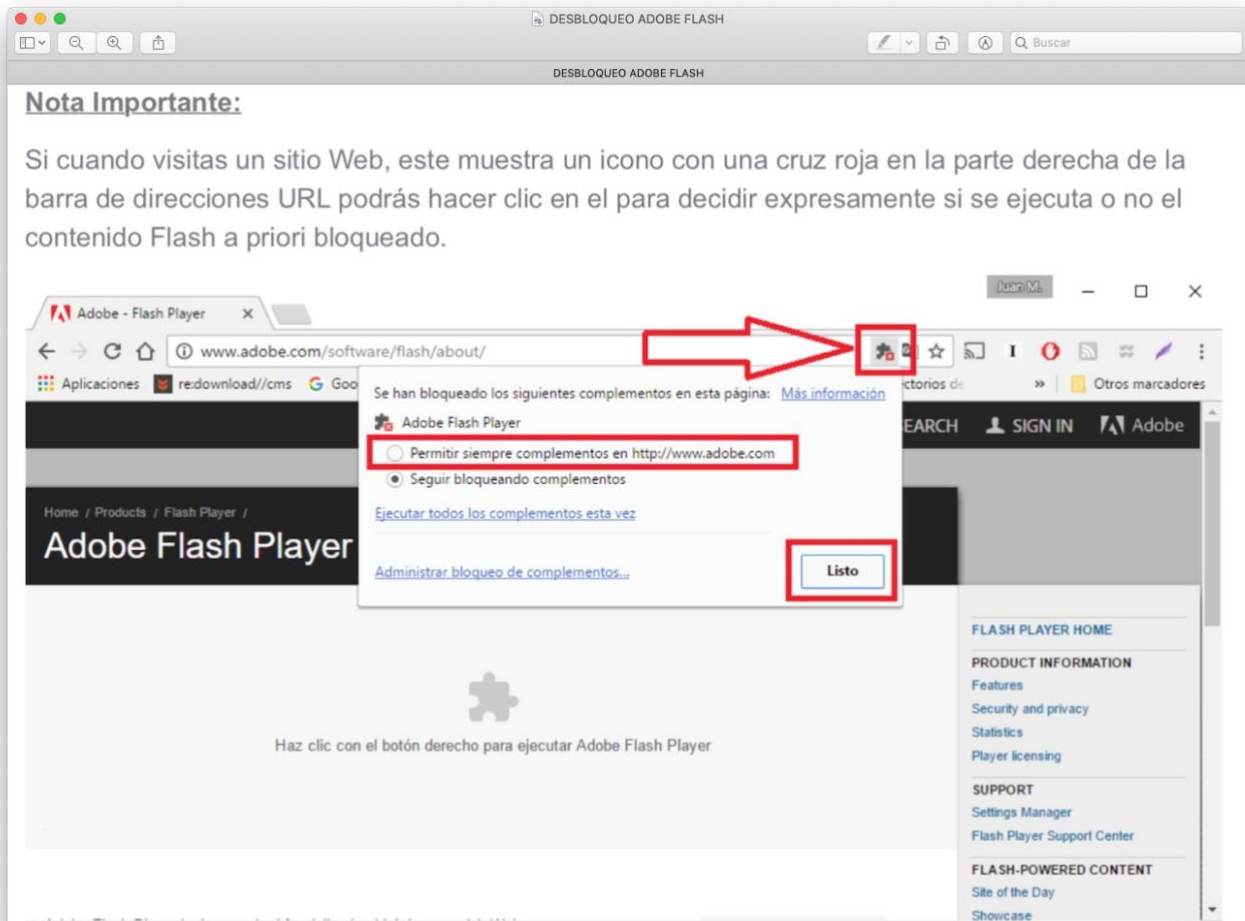 DESBLOQUEO ADOBE FLASH
Buscar
DESBLOQUEO ADOBE FLASH
Nota Importante:
Si cuando visitas un sitio Web, este muestra un icono con una cruz roja en la parte derecha de la
barra de direcciones URL podrás hacer clic en el para decidir expresamente si se ejecuta o no el
contenido Flash a priori bloqueado.
Juan M.
Adobe - Flash Player
www.adobe.com/software/flash/about/
Aplicaciones
re:download//cms
Goo
ctorios de
»
Otros marcadores
Se han bloqueado los siguientes complementos en esta página: Más información
Adobe Flash Player
Permitir siempre complementos en http://www.adobe.com
Seguir bloqueando complementos
Ejecutar todos los complementos esta vez
Administrar bloqueo de complementos...
Listo
EARCH
SIGN IN
Adobe
Home / Products / Flash Player /
Adobe Flash Player
Haz clic con el botón derecho para ejecutar Adobe Flash Player
FLASH PLAYER HOME
PRODUCT INFORMATION
Features
Security and privacy
Statistics
Player licensing
SUPPORT
Settings Manager
Flash Player Support Center
FLASH-POWERED CONTENT
Site of the Day
Showcase